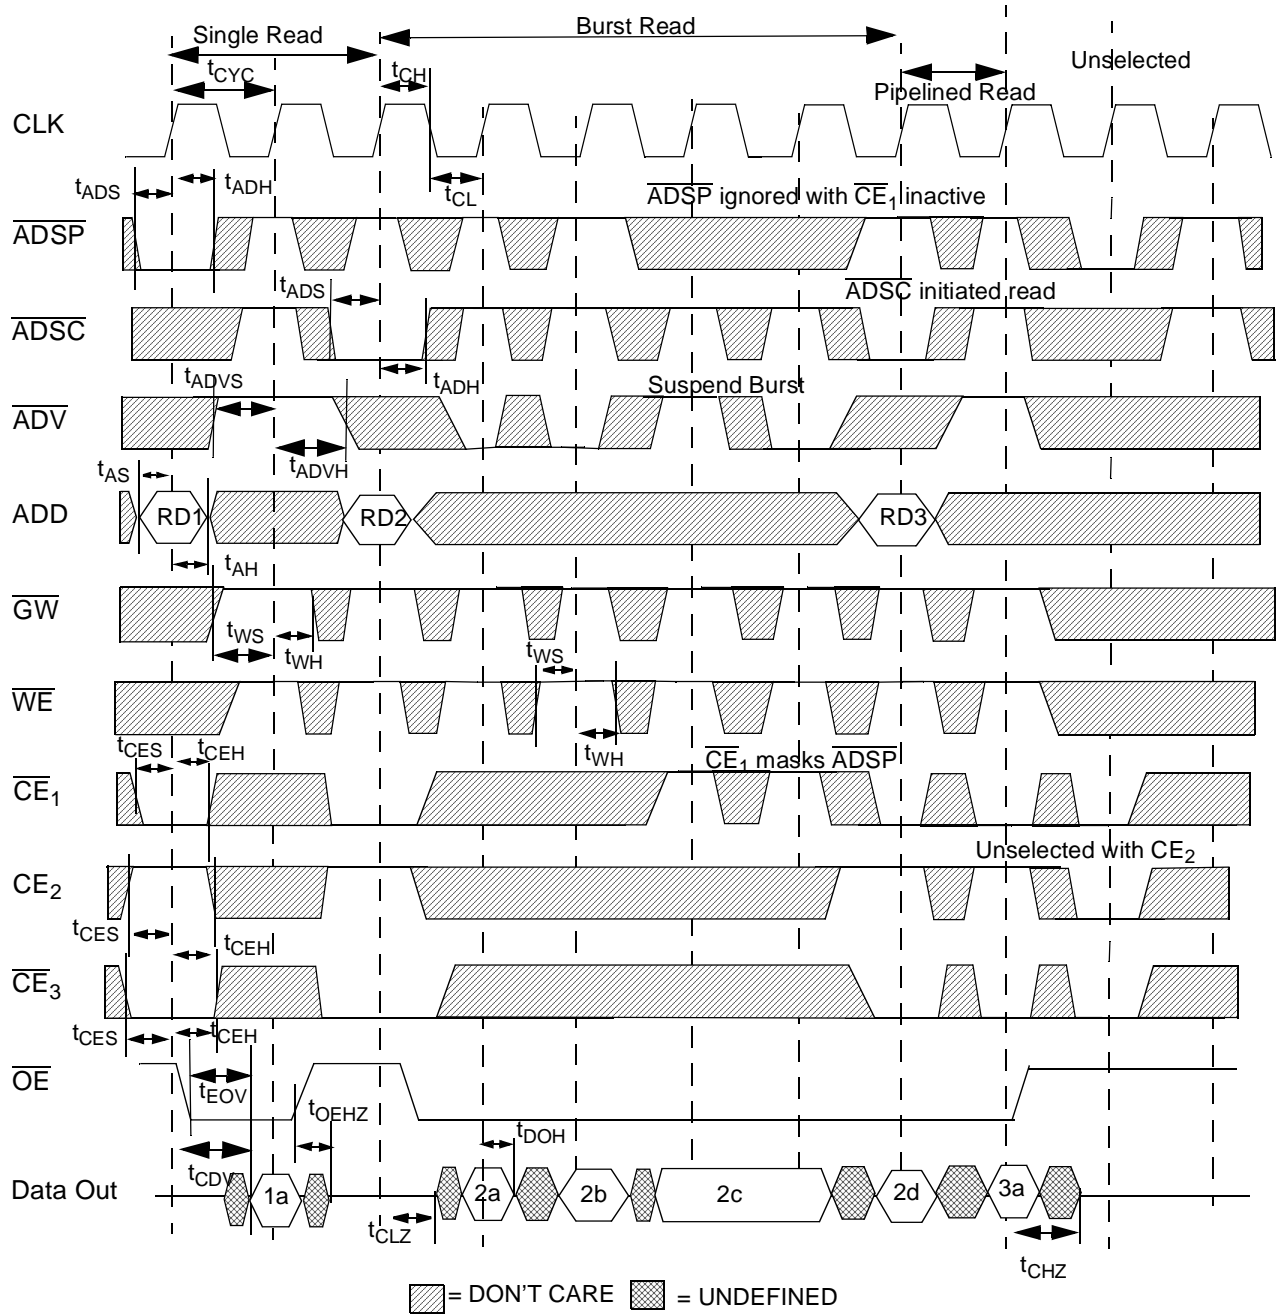 Single Read
Burst Read
Unselected
tCYC
tCH
Pipelined Read
CLK
tADS
tADH
tCL
ADSP ignored with CE1 inactive
ADSP
tADS
ADSC initiated read
ADSC
tADVS
tADH
Suspend Burst
ADV
tADVH
tAS
ADD
RD1
RD2
RD3
tAH
GW
tWS
tWH
tWS
WE
tCES
tCEH
tWH
CE1 masks ADSP
CE1
Unselected with CE2
CE2
tCES
tCEH
CE3
tCES
tCEH
OE
tEOV
tOEHZ
tDOH
tCDV
Data Out
1a
2a
2b
2c
2d
3a
tCLZ
tCHZ
= DON'T CARE
= UNDEFINED